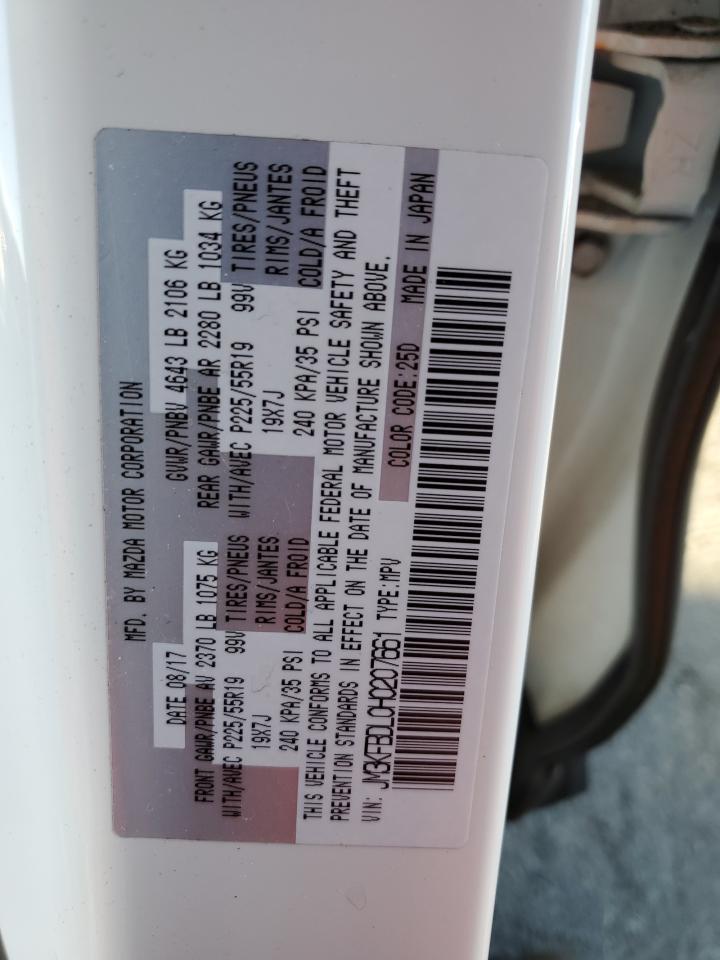 MFD. BY MAZDA MOTOR CORPORATION
DATE 08/17 GVWR/PNBV 4643 LB 2106 KG
FRONT GAWR/PNBE AV 2370 LB 1075 KG REAR GAWR/PNBE AR 2280 LB 1034 KG
WITH/AVEC P225/55R19 99V TIRES/PNEUS WITH/AVEC P225/55R19 99V TIRES/PNEUS
19X7J RIMS/JANTES 19X7J RIMS/JANTES
240 KPA/35 PSI COLD/A FROID 240 KPA/35 PSI COLD/A FROID
THIS VEHICLE CONFORMS TO ALL APPLICABLE FEDERAL MOTOR VEHICLE SAFETY AND THEFT
PREVENTION STANDARDS IN EFFECT ON THE DATE OF MANUFACTURE SHOWN ABOVE.
VIN: JM3KFBDL0H0207661 TYPE:MPV COLOR CODE:25D MADE IN JAPAN